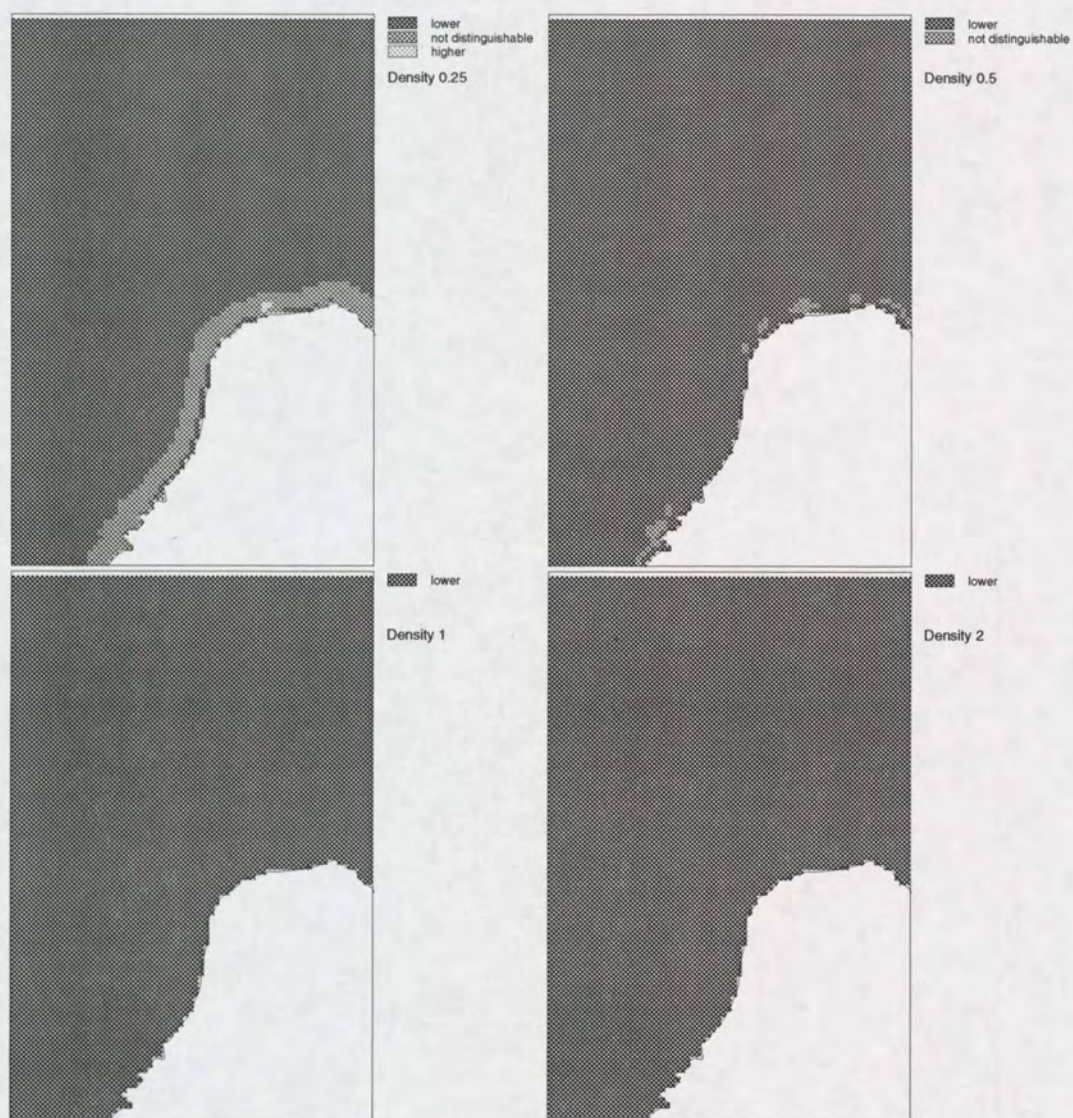 lower
not distinguishable
higher
Density 0.25
lower
not distinguishable
Density 0.5
lower
Density 1
lower
Density 2